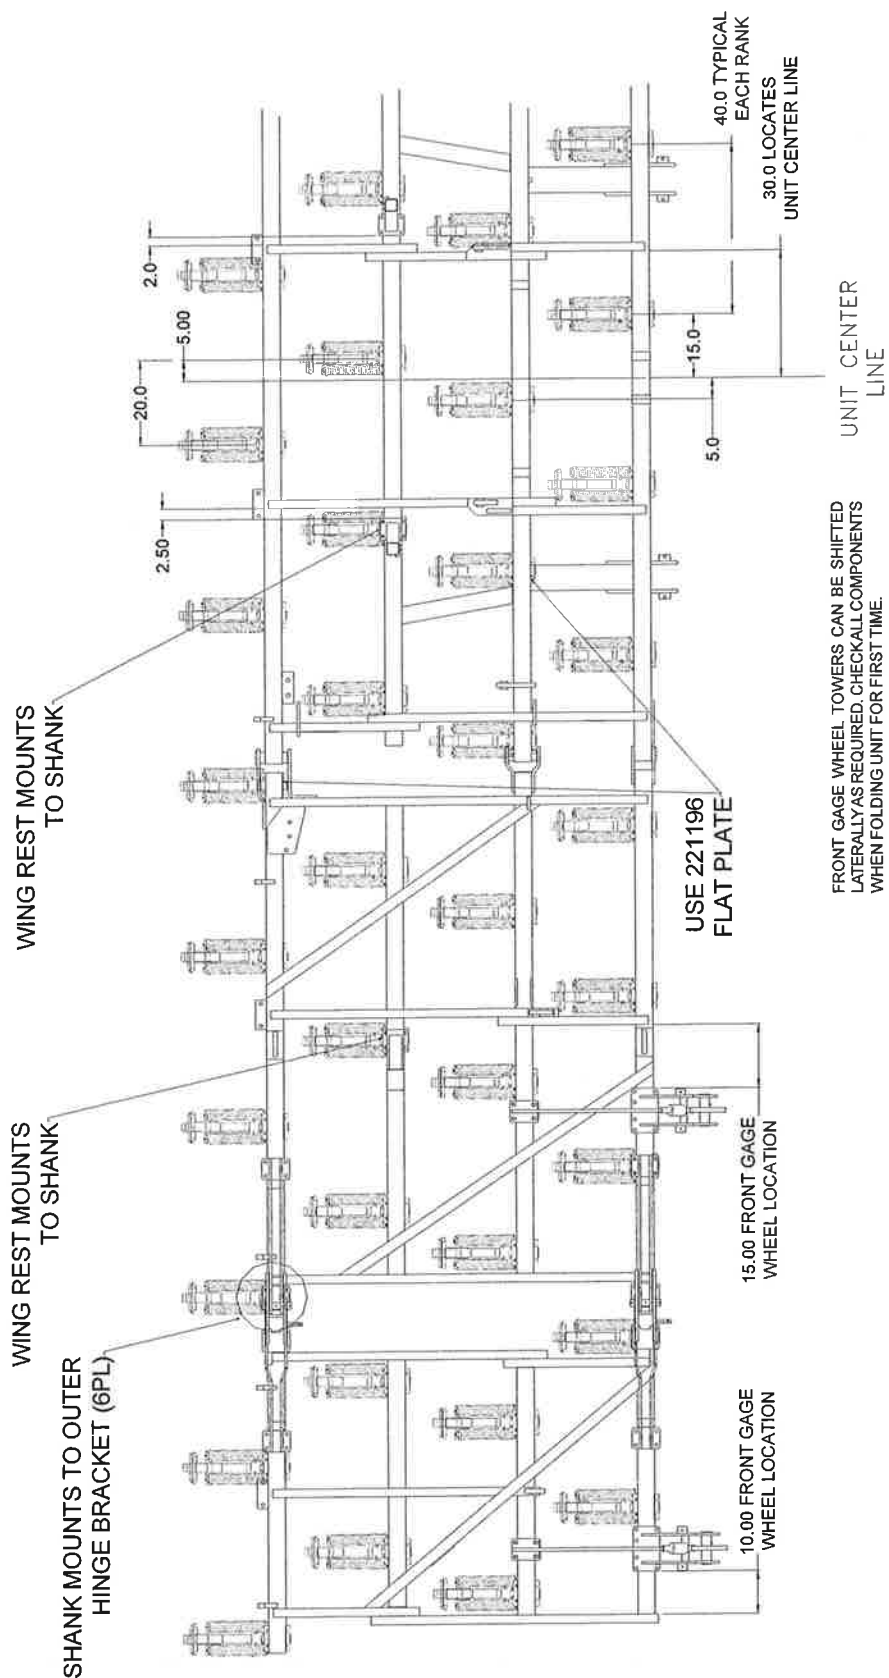 WING REST MOUNTS
TO SHANK
WING REST MOUNTS
TO SHANK
SHANK MOUNTS TO OUTER
HINGE BRACKET (6PL)
2.0
5.00
20.0
2.50
40.0 TYPICAL
EACH RANK
30.0 LOCATES
UNIT CENTER LINE
15.0
5.0
UNIT CENTER
LINE
USE 221196
FLAT PLATE
15.00 FRONT GAGE
WHEEL LOCATION
10.00 FRONT GAGE
WHEEL LOCATION
FRONT GAGE WHEEL TOWERS CAN BE SHIFTED
LATERALLY AS REQUIRED. CHECK ALL COMPONENTS
WHEN FOLDING UNIT FOR FIRST TIME.